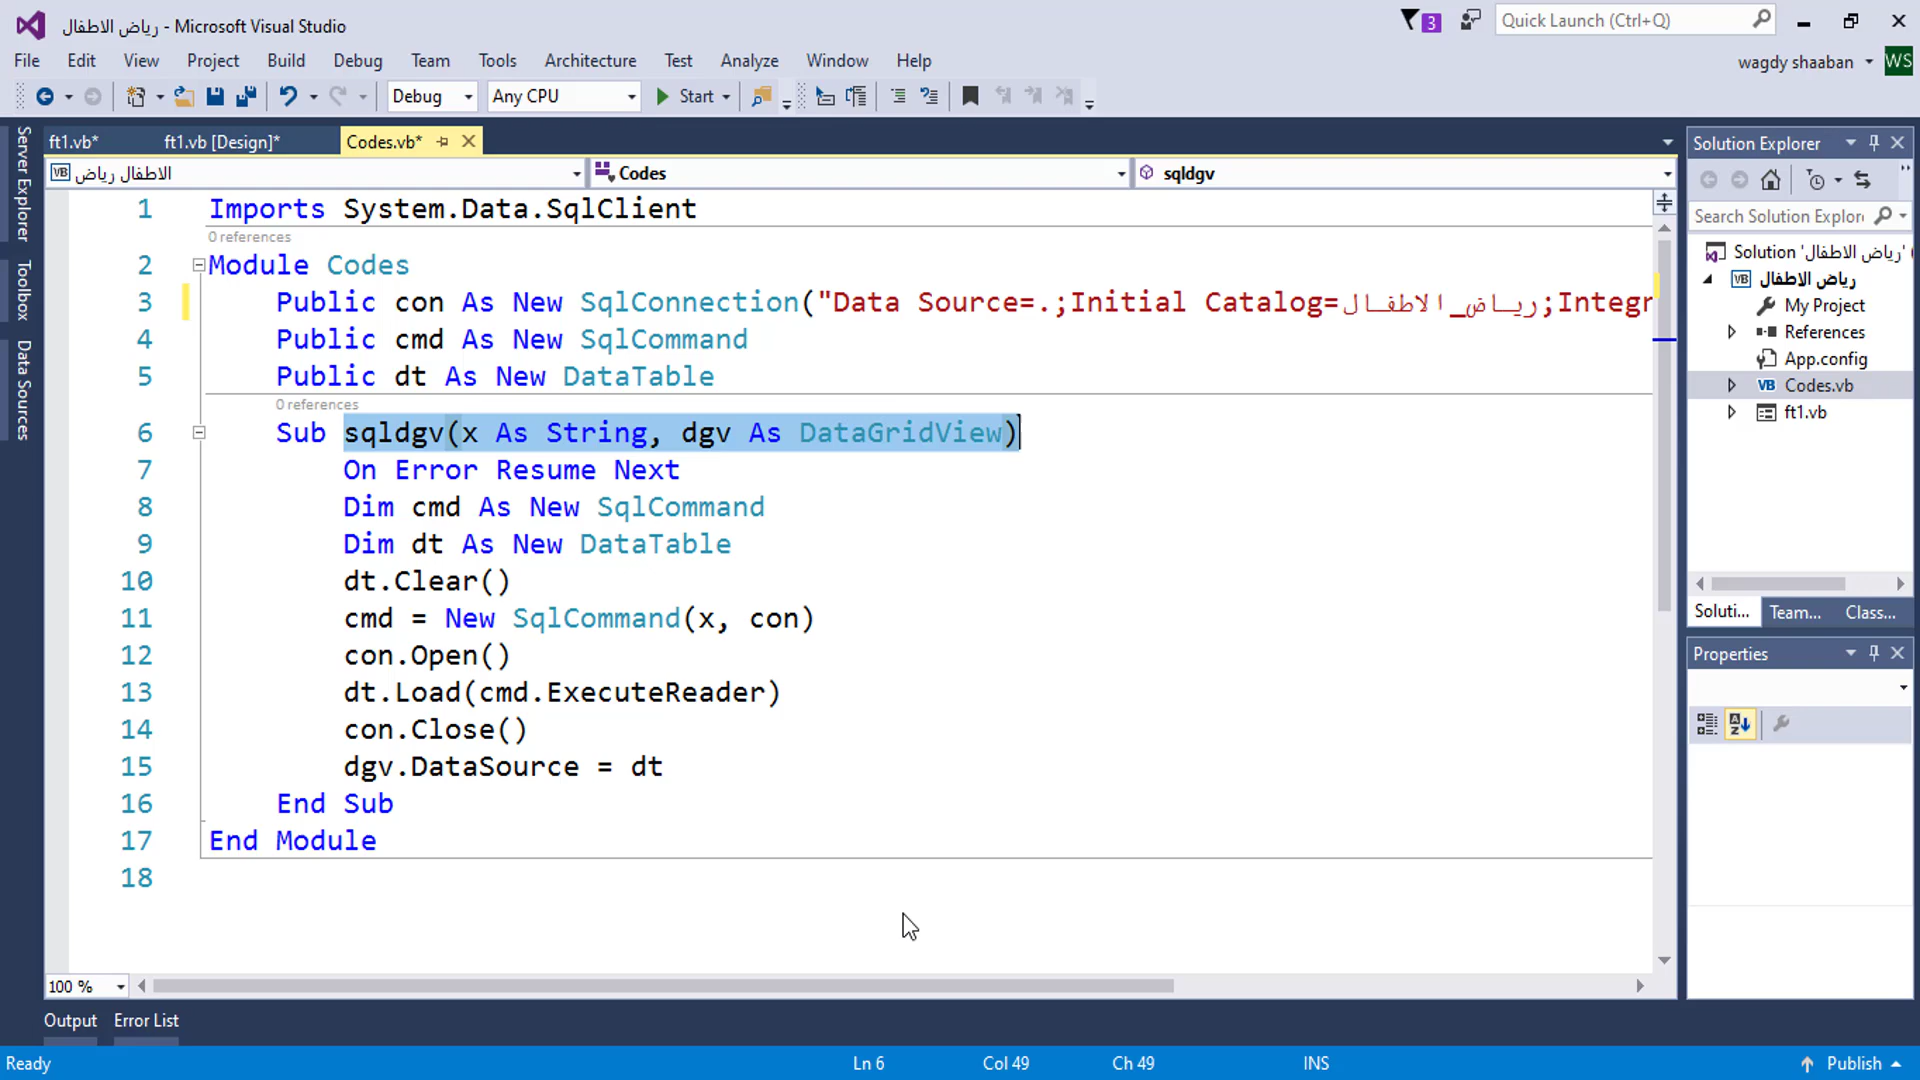 رياض الاطفال - Microsoft Visual Studio
3
Quick Launch (Ctrl+Q)
File Edit View Project Build Debug Team Tools Architecture Test Analyze Window Help
wagdy shaaban WS
Debug Any CPU Start
ft1.vb* ft1.vb [Design]* Codes.vb*
VB الاطفال رياض Codes sqldgv
Server Explorer
Toolbox
Data Sources
1 Imports System.Data.SqlClient
0 references
2 Module Codes
3 Public con As New SqlConnection("Data Source=.;Initial Catalog=رياض_الاطفال;Integr
4 Public cmd As New SqlCommand
5 Public dt As New DataTable
0 references
6 Sub sqldgv(x As String, dgv As DataGridView)
7 On Error Resume Next
8 Dim cmd As New SqlCommand
9 Dim dt As New DataTable
10 dt.Clear()
11 cmd = New SqlCommand(x, con)
12 con.Open()
13 dt.Load(cmd.ExecuteReader)
14 con.Close()
15 dgv.DataSource = dt
16 End Sub
17 End Module
18
100 %
Solution Explorer
Search Solution Explor
Solution 'رياض الاطفال' (
VB رياض الاطفال
My Project
References
App.config
VB Codes.vb
ft1.vb
Soluti... Team... Class...
Properties
Output Error List
Ready Ln 6 Col 49 Ch 49 INS Publish